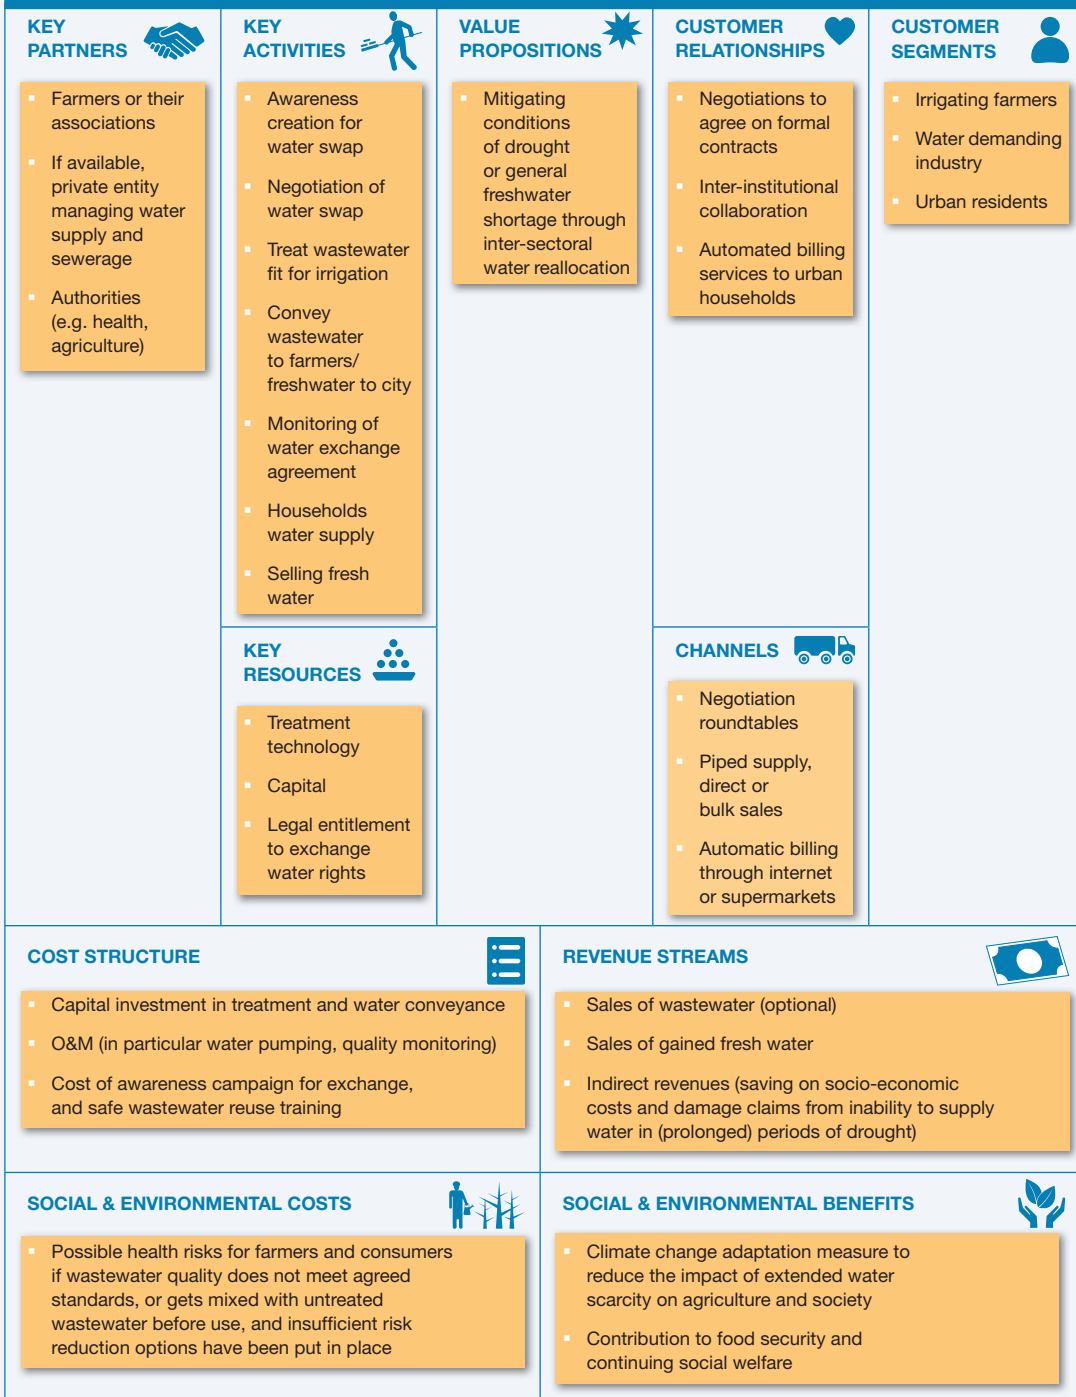 KEY
PARTNERS
Farmers or their
associations
If available,
private entity
managing water
supply and
sewerage
Authorities
(e.g. health,
agriculture)
KEY
ACTIVITIES
Awareness
creation for
water swap
Negotiation of
water swap
Treat wastewater
fit for irrigation
Convey
wastewater
to farmers/
freshwater to city
Monitoring of
water exchange
agreement
Households
water supply
Selling fresh
water
KEY
RESOURCES
Treatment
technology
Capital
Legal entitlement
to exchange
water rights
VALUE
PROPOSITIONS
Mitigating
conditions
of drought
or general
freshwater
shortage through
inter-sectoral
water reallocation
CUSTOMER
RELATIONSHIPS
Negotiations to
agree on formal
contracts
Inter-institutional
collaboration
Automated billing
services to urban
households
CHANNELS
Negotiation
roundtables
Piped supply,
direct or
bulk sales
Automatic billing
through internet
or supermarkets
CUSTOMER
SEGMENTS
Irrigating farmers
Water demanding
industry
Urban residents
COST STRUCTURE
Capital investment in treatment and water conveyance
O&M (in particular water pumping, quality monitoring)
Cost of awareness campaign for exchange,
and safe wastewater reuse training
REVENUE STREAMS
Sales of wastewater (optional)
Sales of gained fresh water
Indirect revenues (saving on socio-economic
costs and damage claims from inability to supply
water in (prolonged) periods of drought)
SOCIAL & ENVIRONMENTAL COSTS
Possible health risks for farmers and consumers
if wastewater quality does not meet agreed
standards, or gets mixed with untreated
wastewater before use, and insufficient risk
reduction options have been put in place
SOCIAL & ENVIRONMENTAL BENEFITS
Climate change adaptation measure to
reduce the impact of extended water
scarcity on agriculture and society
Contribution to food security and
continuing social welfare